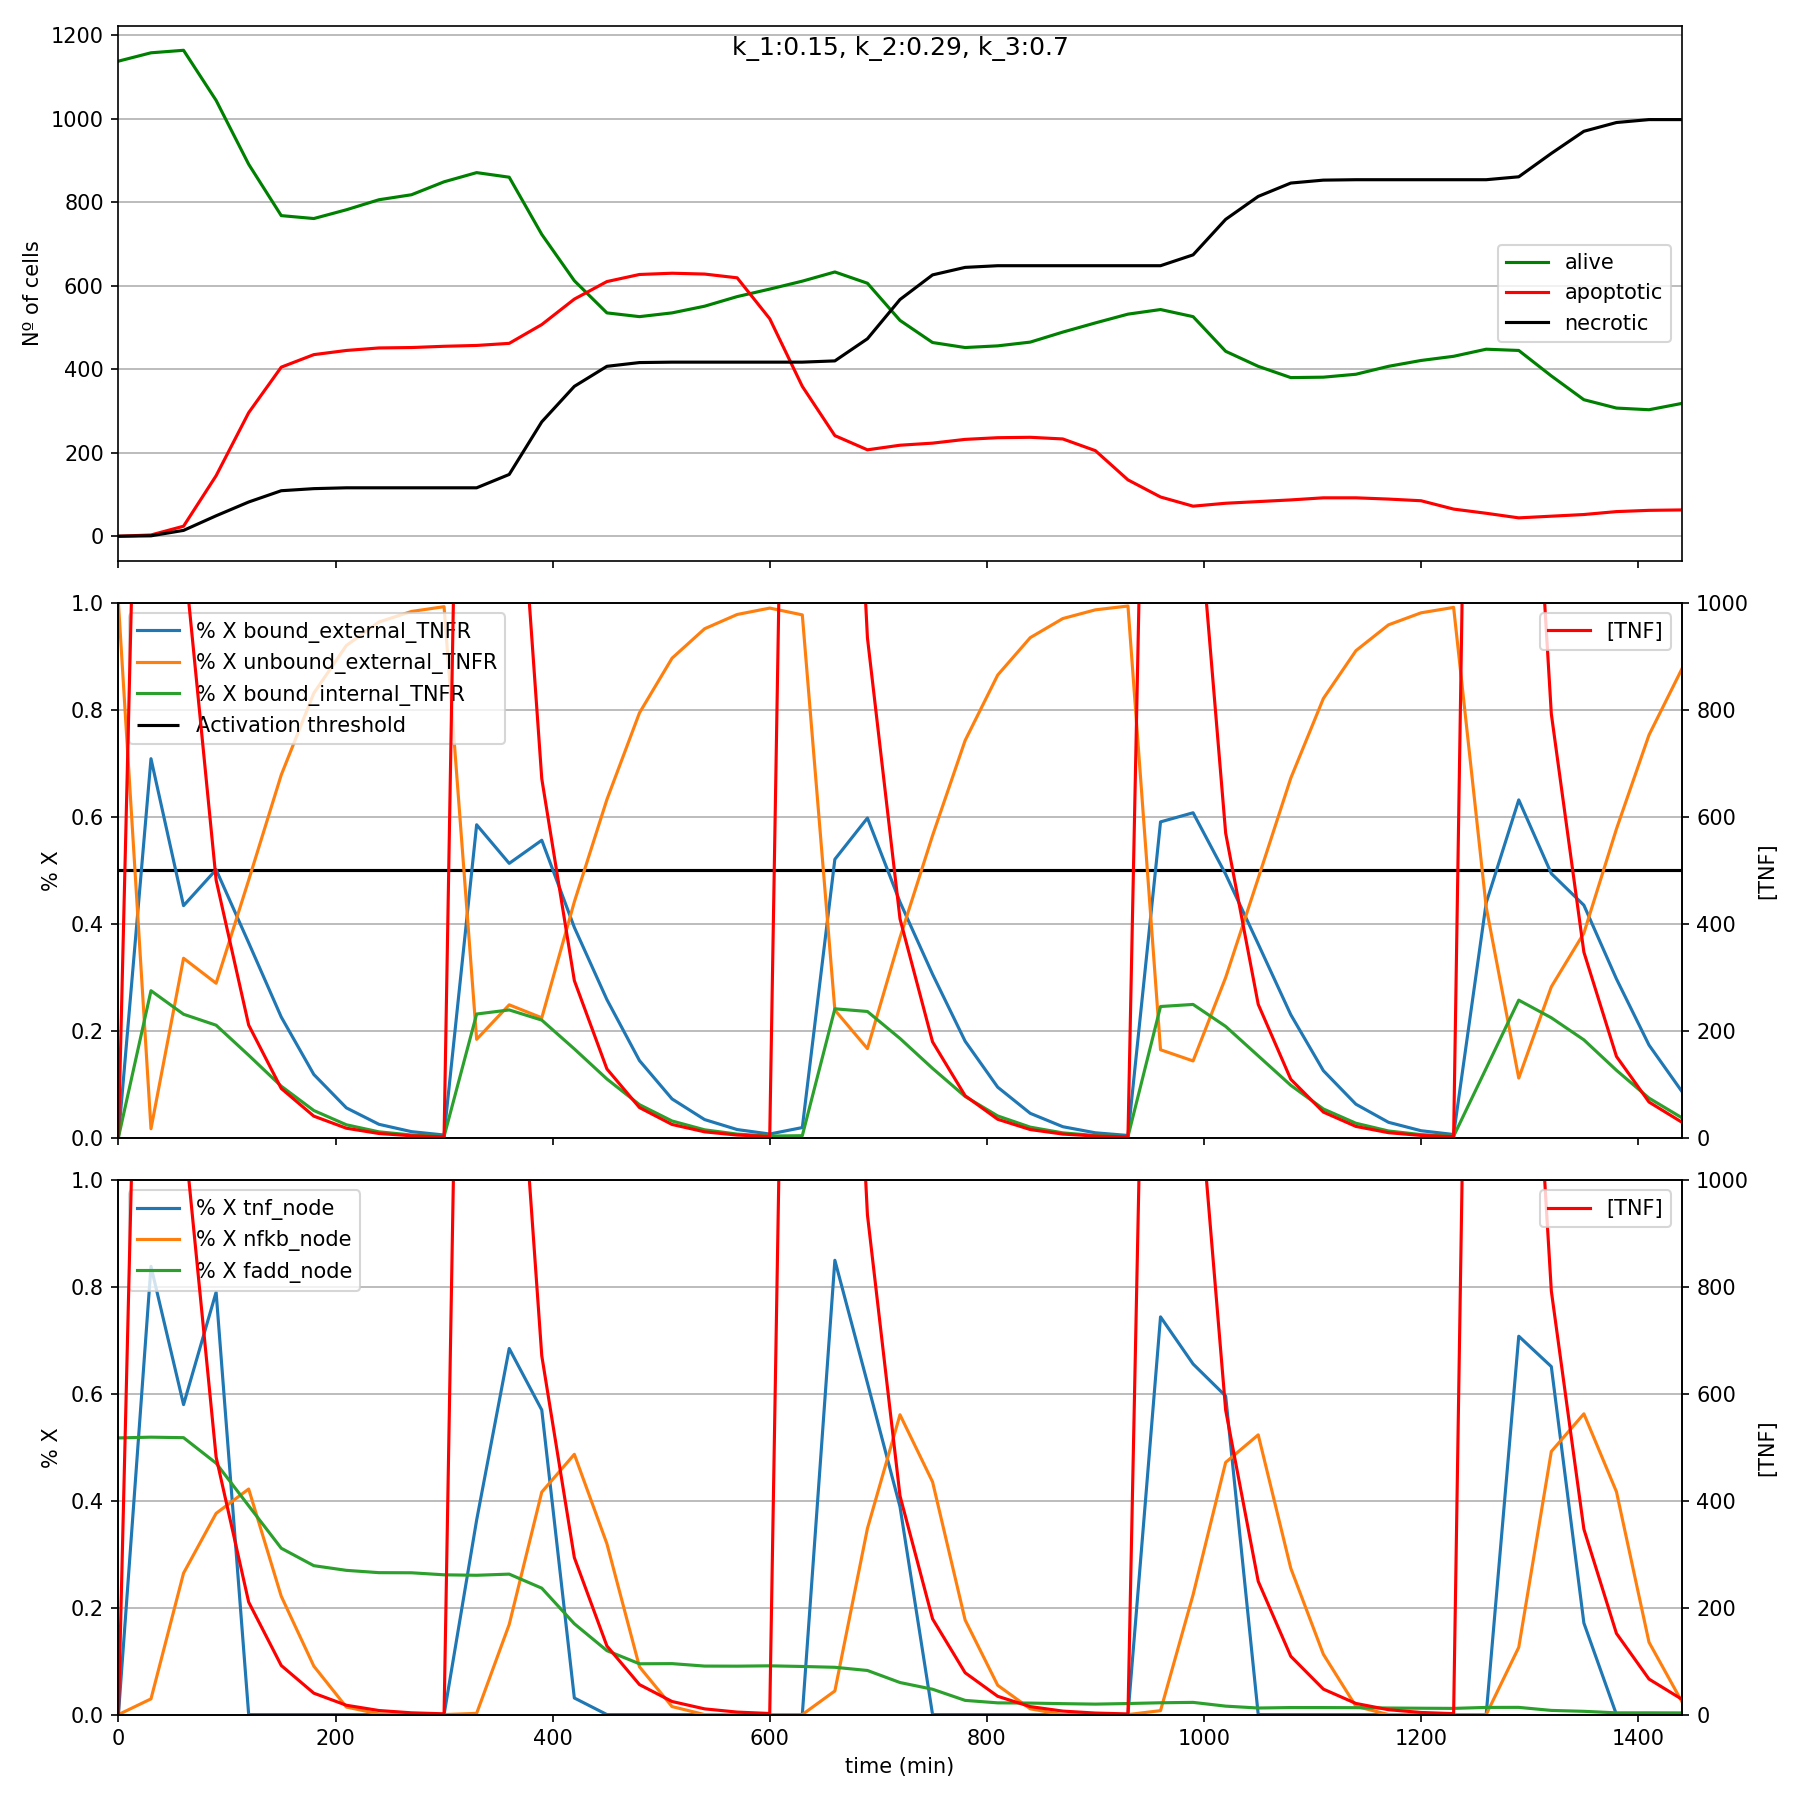 k_1:0.15, k_2:0.29, k_3:0.7
1200
1000
800
600
400
200
0
Nº of cells
alive
apoptotic
necrotic
1.0
0.8
0.6
0.4
0.2
0.0
% X
% X bound_external_TNFR
% X unbound_external_TNFR
% X bound_internal_TNFR
Activation threshold
[TNF]
1000
800
600
400
200
0
[TNF]
1.0
0.8
0.6
0.4
0.2
0.0
% X
% X tnf_node
% X nfkb_node
% X fadd_node
[TNF]
1000
800
600
400
200
0
[TNF]
0 200 400 600 800 1000 1200 1400
time (min)